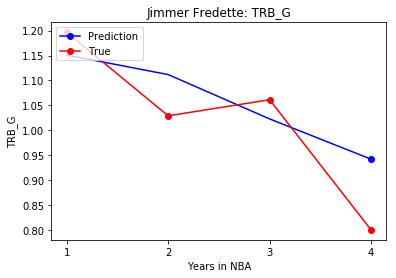 Jimmer Fredette: TRB_G
Prediction
True
1.20
1.15
1.10
1.05
1.00
0.95
0.90
0.85
0.80
TRB_G
1 2 3 4
Years in NBA